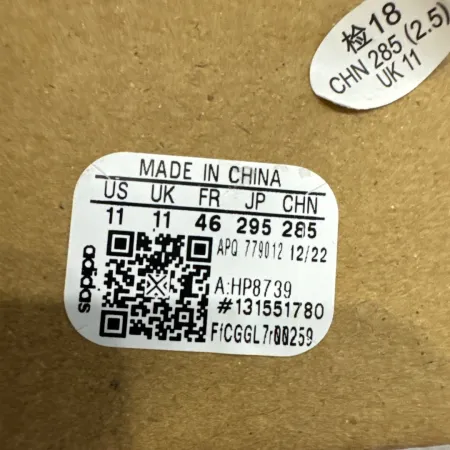 检18
CHN 285 (2.5)
UK 11
MADE IN CHINA
US UK FR JP CHN
11 11 46 295 285
APQ 779012 12/22
adidas
A:HP8739
#131551780
FfCGGL7r00259